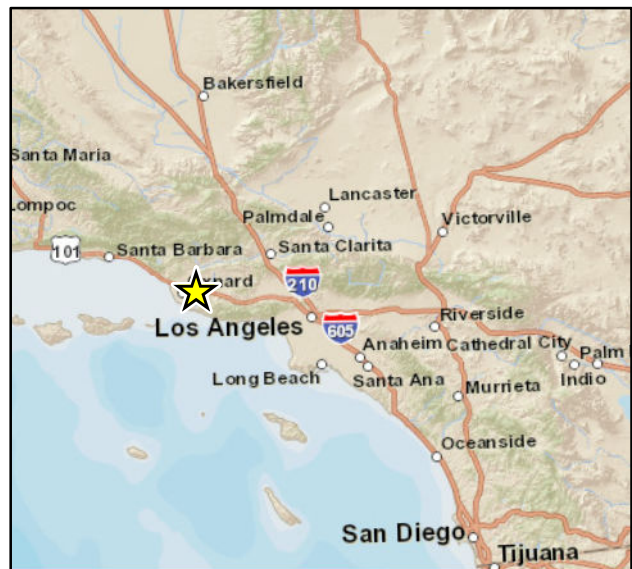 Bakersfield
Santa Maria
Lancaster
Lompoc
Palmdale
Victorville
101
Santa Barbara
Santa Clarita
210
Los Angeles
605
Riverside
Anaheim
Cathedral City
Palm
Long Beach
Santa Ana
Indio
Murrieta
Oceanside
San Diego
Tijuana